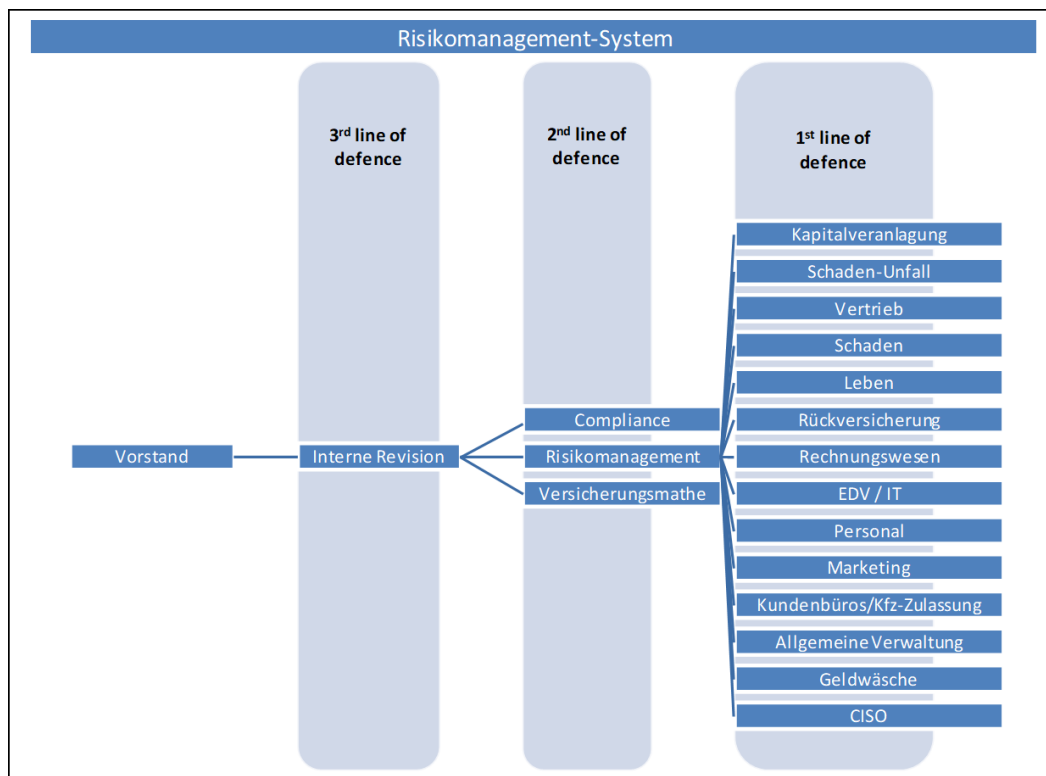 Risikomanagement-System
3rd line of
defence
2nd line of
defence
1st line of
defence
Kapitalveranlagung
Schaden-Unfall
Vertrieb
Schaden
Leben
Rückversicherung
Rechnungswesen
EDV / IT
Personal
Marketing
Kundenbüros/Kfz-Zulassung
Allgemeine Verwaltung
Geldwäsche
CISO
Compliance
Risikomanagement
Versicherungsmathe
Interne Revision
Vorstand